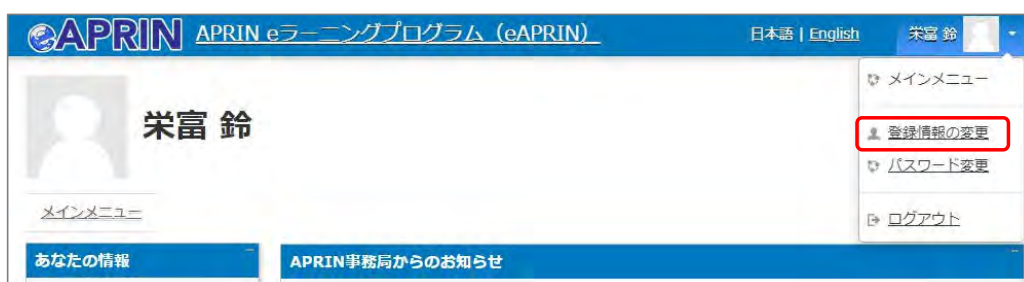 APRIN APRIN eラーニングプログラム（eAPRIN） 日本語 | English 栄富 鈴
メインメニュー
栄富 鈴
登録情報の変更
パスワード変更
メインメニュー
ログアウト
あなたの情報 APRIN事務局からのお知らせ